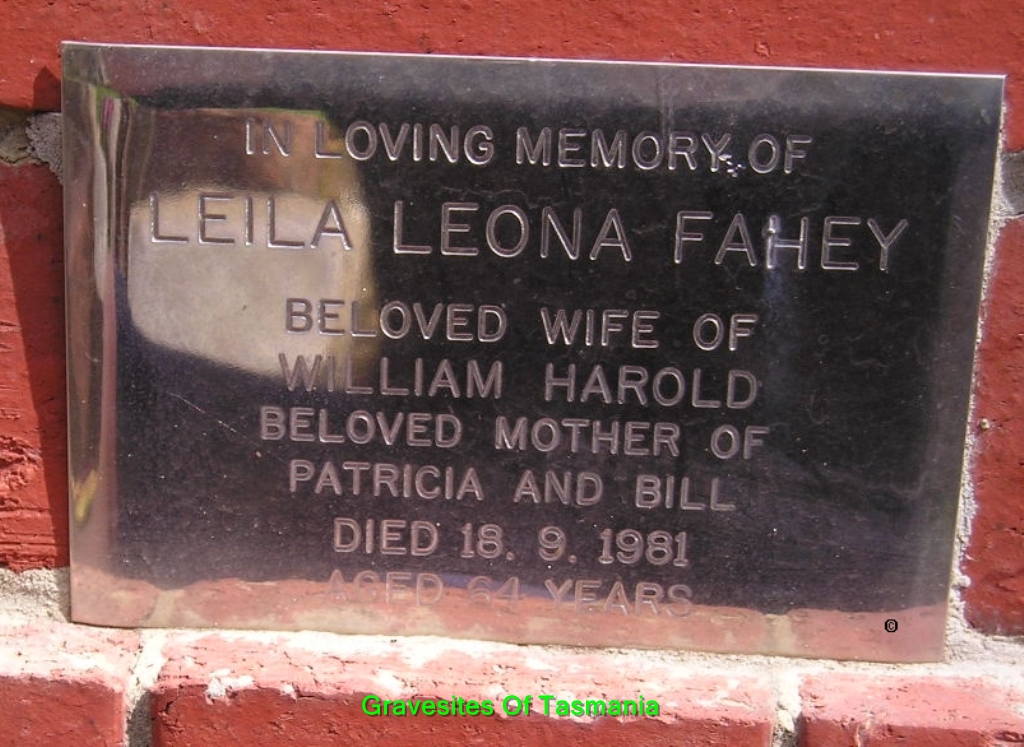 IN LOVING MEMORY OF
LEILA LEONA FAHEY
BELOVED WIFE OF
WILLIAM HAROLD
BELOVED MOTHER OF
PATRICIA AND BILL
DIED 18. 9. 1981
AGED 64 YEARS
©
Gravesites Of Tasmania